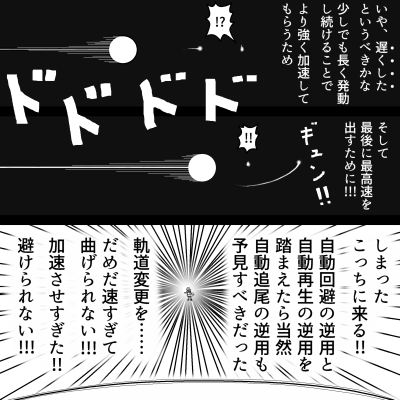 いや、遅くした
というべきかな
少しでも長く発動
し続けることで
より強く加速して
もらうため
!?
ドドドド
そして
最後に最高速を
出すために!!!
ギュン!!
!!!
しまった
こっちに来る!!
自動回避の逆用と
自動再生の逆用を
踏まえたら当然
自動追尾の逆用も
予見すべきだった
軌道変更を……
だめだ速すぎて
曲げられない!!!
加速させすぎた!!
避けられない!!!